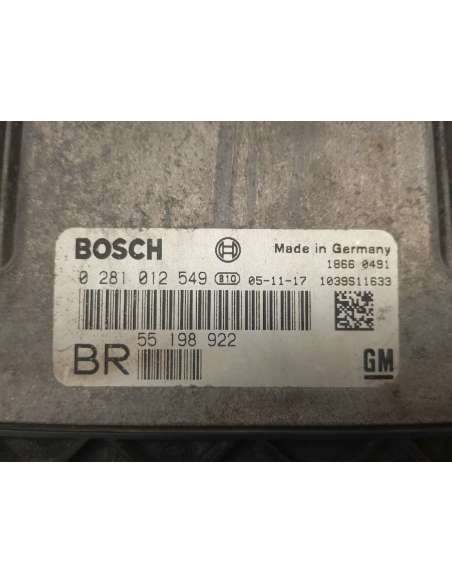 BOSCH Made in Germany
1866 0491
0 281 012 549 B10 05-11-17 1039S11633
BR 55 198 922
GM